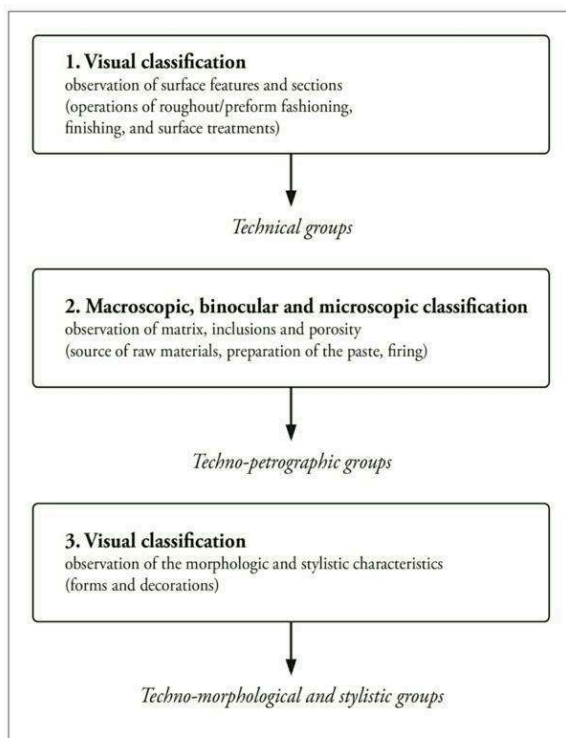 1. Visual classification
observation of surface features and sections
(operations of roughout/preform fashioning,
finishing, and surface treatments)
Technical groups
2. Macroscopic, binocular and microscopic classification
observation of matrix, inclusions and porosity
(source of raw materials, preparation of the paste, firing)
Techno-petrographic groups
3. Visual classification
observation of the morphologic and stylistic characteristics
(forms and decorations)
Techno-morphological and stylistic groups